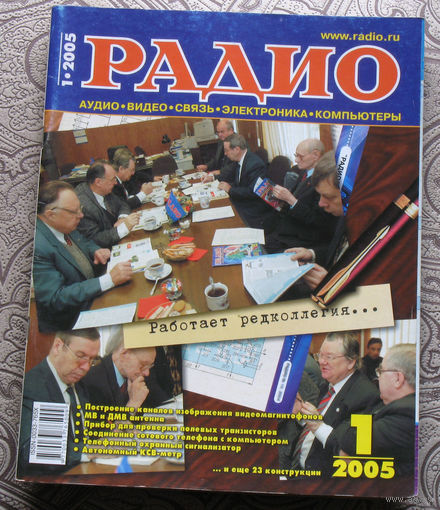 www.radio.ru
1•2005
РАДИО
АУДИО•ВИДЕО•СВЯЗЬ•ЭЛЕКТРОНИКА•КОМПЬЮТЕРЫ
РАДИО
Работает редколлегия...
• Построение каналов изображения видеомагнитофонов
• МВ и ДМВ антенна
• Прибор для проверки полевых транзисторов
• Соединение сотового телефона с компьютером
• Телефонный охранный сигнализатор
• Автономный КСВ-метр
... и еще 23 конструкции
1
2005